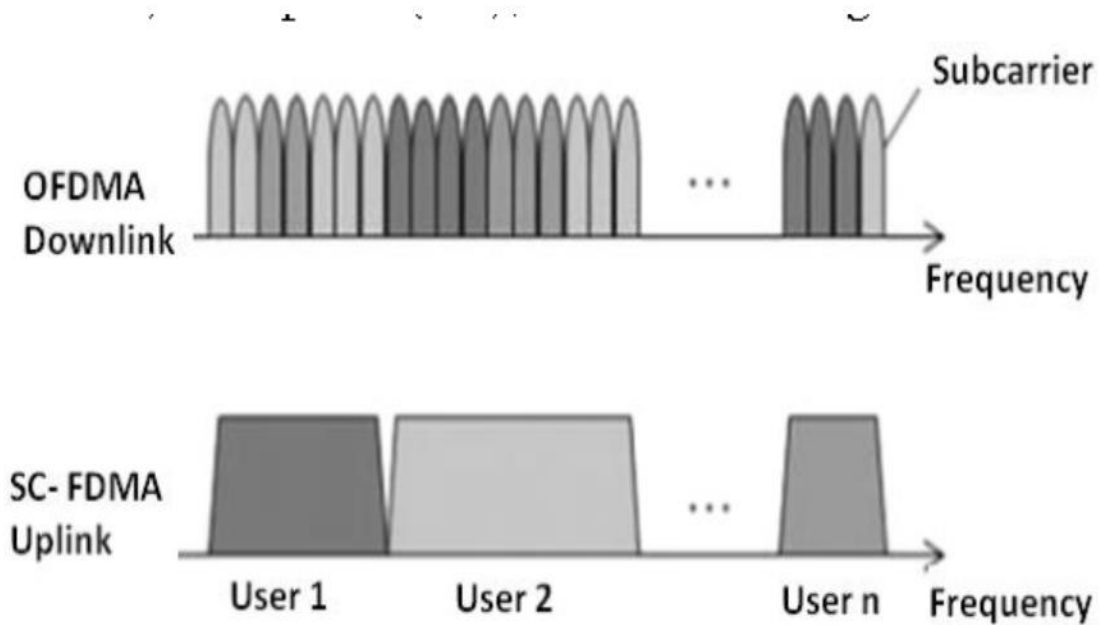 Subcarrier
OFDMA
Downlink
...
Frequency
SC- FDMA
Uplink
...
User 1
User 2
User n
Frequency